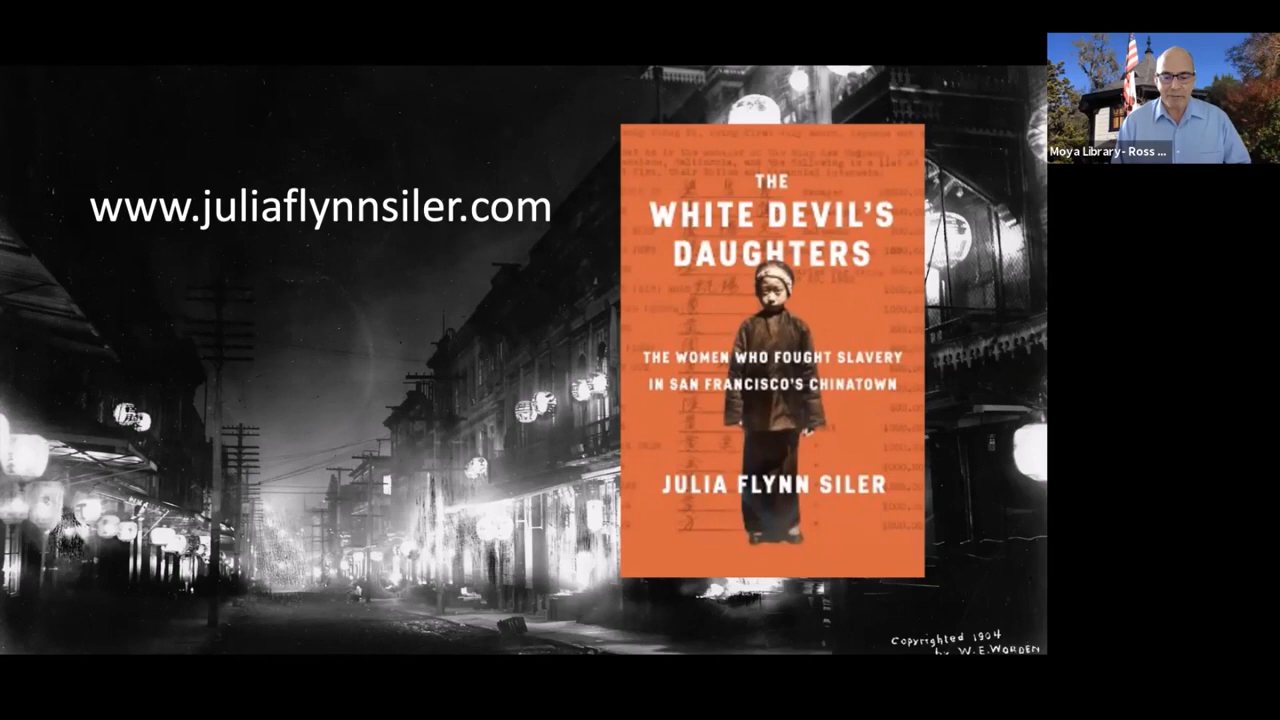 www.juliaflynnsiler.com
THE
WHITE DEVIL'S
DAUGHTERS
THE WOMEN WHO FOUGHT SLAVERY
IN SAN FRANCISCO'S CHINATOWN
JULIA FLYNN SILER
Copyrighted 1904
by W.E. WORDEN
Moya Library- Ross ...